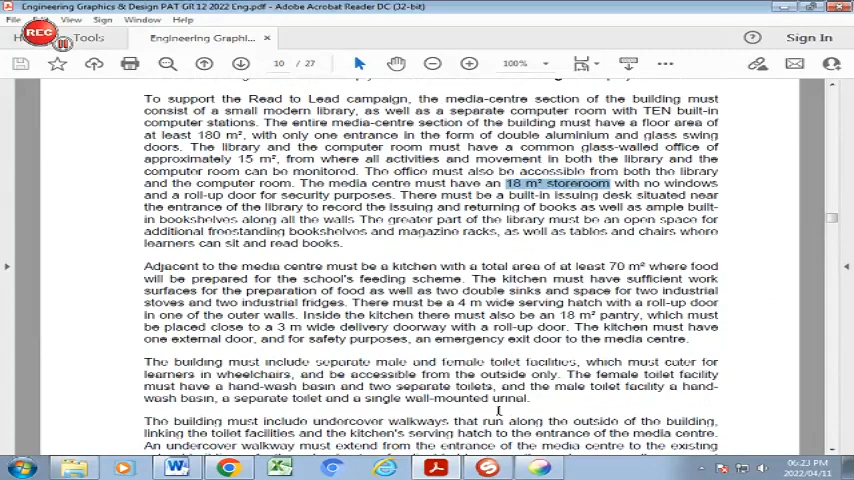 Engineering Graphics & Design PAT GR 12 2022 Eng.pdf - Adobe Acrobat Reader DC (32-bit)
File Edit View Sign Window Help
REC
Tools
Engineering Graphi... ×
Sign In
10 / 27
100%
To support the Read to Lead campaign, the media-centre section of the building must
consist of a small modern library, as well as a separate computer room with TEN built-in
computer stations. The entire media-centre section of the building must have a floor area of
at least 180 m², with only one entrance in the form of double aluminium and glass swing
doors. The library and the computer room must have a common glass-walled office of
approximately 15 m², from where all activities and movement in both the library and the
computer room can be monitored. The office must also be accessible from both the library
and the computer room. The media centre must have an 18 m² storeroom with no windows
and a roll-up door for security purposes. There must be a built-in issuing desk situated near
the entrance of the library to record the issuing and returning of books as well as ample built-
in bookshelves along all the walls The greater part of the library must be an open space for
additional freestanding bookshelves and magazine racks, as well as tables and chairs where
learners can sit and read books.
Adjacent to the media centre must be a kitchen with a total area of at least 70 m² where food
will be prepared for the school's feeding scheme. The kitchen must have sufficient work
surfaces for the preparation of food as well as two double sinks and space for two industrial
stoves and two industrial fridges. There must be a 4 m wide serving hatch with a roll-up door
in one of the outer walls. Inside the kitchen there must also be an 18 m² pantry, which must
be placed close to a 3 m wide delivery doorway with a roll-up door. The kitchen must have
one external door, and for safety purposes, an emergency exit door to the media centre.
The building must include separate male and female toilet facilities, which must cater for
learners in wheelchairs, and be accessible from the outside only. The female toilet facility
must have a hand-wash basin and two separate toilets, and the male toilet facility a hand-
wash basin, a separate toilet and a single wall-mounted urinal.
The building must include undercover walkways that run along the outside of the building,
linking the toilet facilities and the kitchen's serving hatch to the entrance of the media centre.
An undercover walkway must extend from the entrance of the media centre to the existing
06:23 PM
2022/04/11